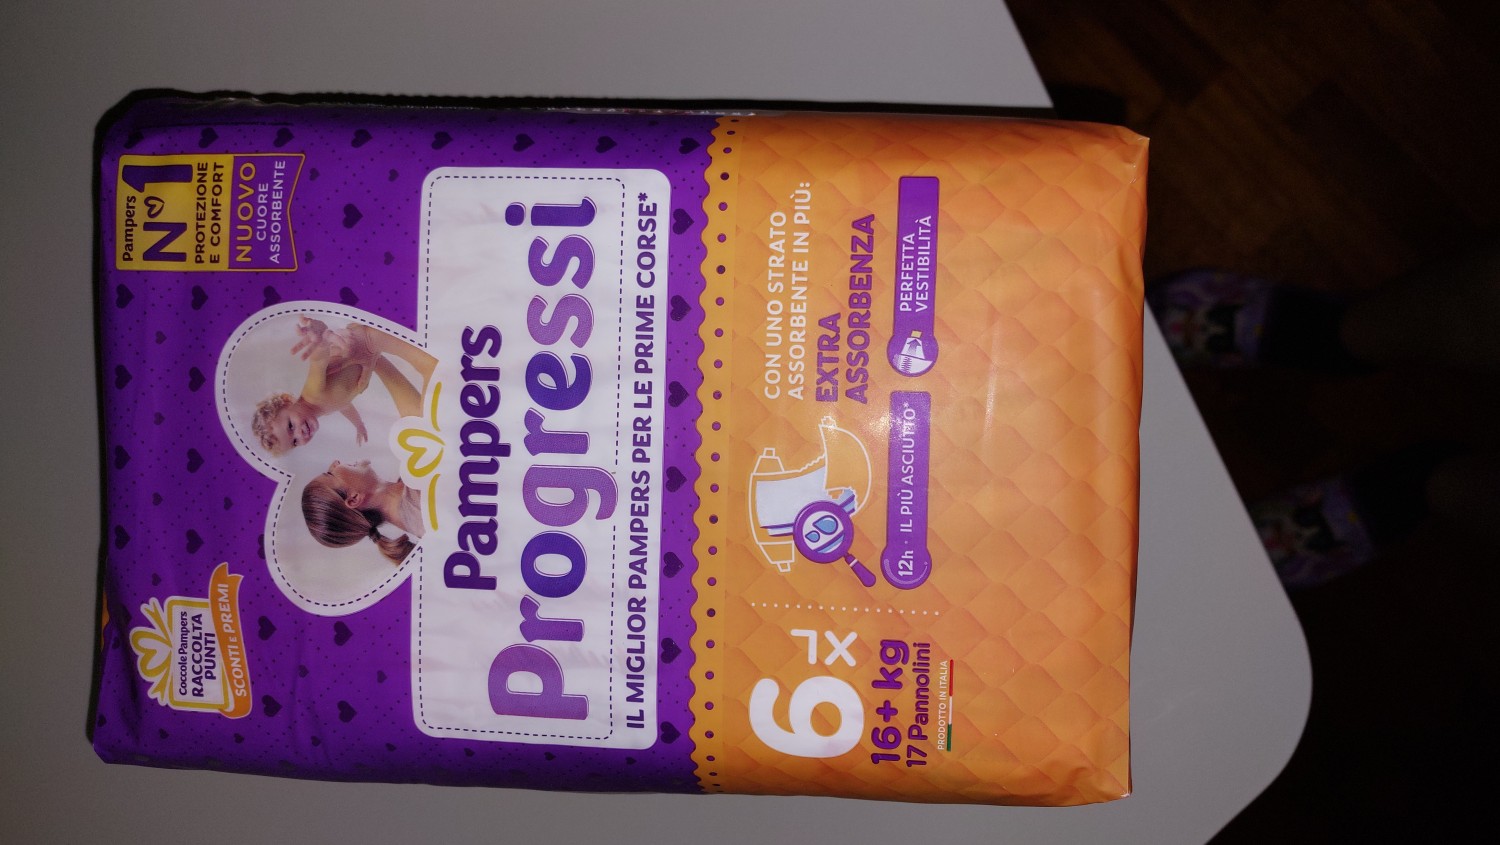 Pampers
N°1
PROTEZIONE
E COMFORT
NUOVO
CUORE
ASSORBENTE
Coccole Pampers
RACCOLTA
PUNTI
SCONTI E PREMI
Pampers
Progressi
IL MIGLIOR PAMPERS PER LE PRIME CORSE*
CON UNO STRATO
ASSORBENTE IN PIÙ:
EXTRA
ASSORBENZA
12h · IL PIÙ ASCIUTTO*
PERFETTA
VESTIBILITÀ
6 XL
16+ kg
17 Pannolini
PRODOTTO IN ITALIA